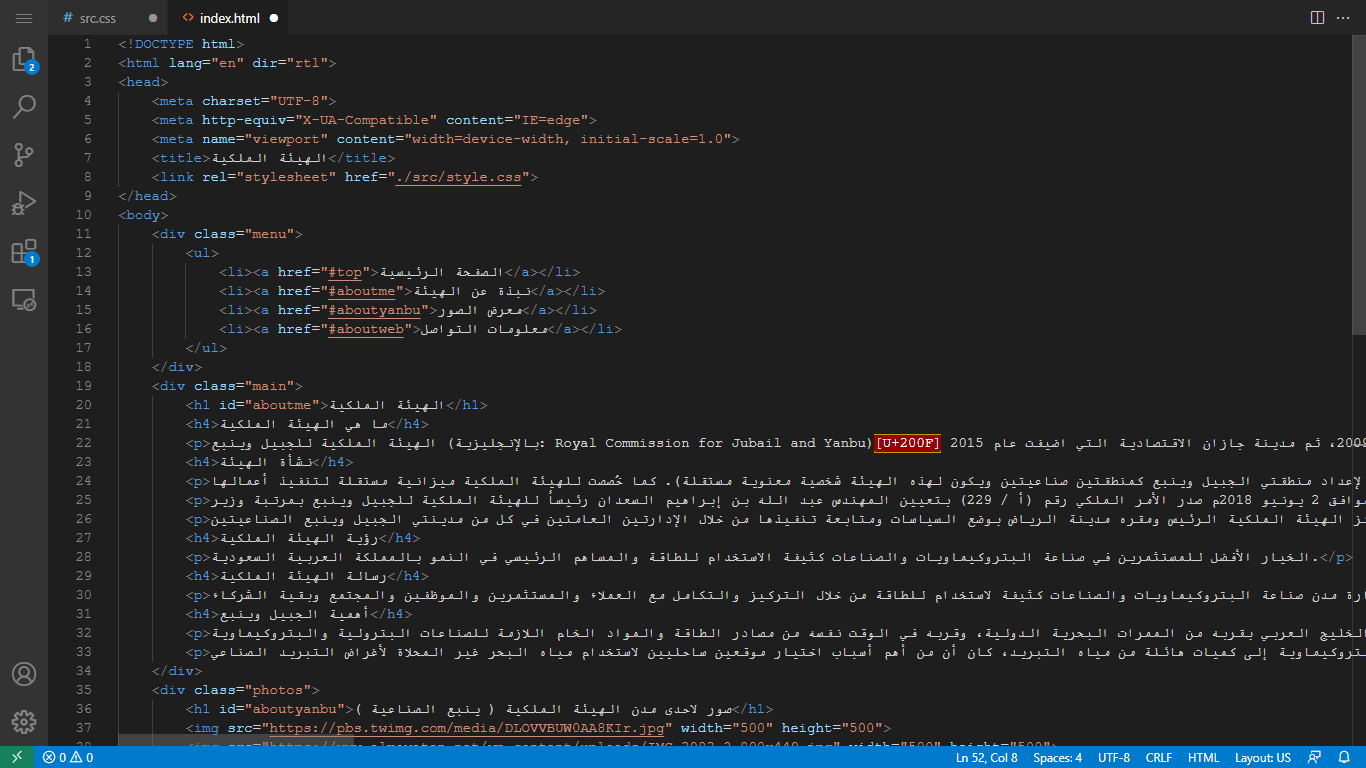 src.css
index.html
1 <!DOCTYPE html>
2 <html lang="en" dir="rtl">
3 <head>
4 <meta charset="UTF-8">
5 <meta http-equiv="X-UA-Compatible" content="IE=edge">
6 <meta name="viewport" content="width=device-width, initial-scale=1.0">
7 <title>الهيئة الملكية</title>
8 <link rel="stylesheet" href="./src/style.css">
9 </head>
10 <body>
11 <div class="menu">
12 <ul>
13 <li><a href="#top">الصفحة الرئيسية</a></li>
14 <li><a href="#aboutme">نبذة عن الهيئة</a></li>
15 <li><a href="#aboutyanbu">معرض الصور</a></li>
16 <li><a href="#aboutweb">معلومات التواصل</a></li>
17 </ul>
18 </div>
19 <div class="main">
20 <h1 id="aboutme">الهيئة الملكية</h1>
21 <h4>ما هي الهيئة الملكية</h4>
22 <p>الهيئة الملكية للجبيل وينبع (بالإنجليزية: Royal Commission for Jubail and Yanbu)[U+200F] 2009، ثم مدينة جازان الاقتصادية التي اضيفت عام 2015
23 <h4>نشأة الهيئة</h4>
24 <p>لإعداد منطقتي الجبيل وينبع كمنطقتين صناعيتين ويكون لهذه الهيئة شخصية معنوية مستقلة). كما خُصصت للهيئة الملكية ميزانية مستقلة لتنفيذ أعمالها
25 <p>موافق 2 يونيو 2018م صدر الأمر الملكي رقم (أ / 229) بتعيين المهندس عبد الله بن إبراهيم السعدان رئيساً للهيئة الملكية للجبيل وينبع بمرتبة وزير
26 <p>الهيئة الملكية الرئيس ومقره مدينة الرياض بوضع السياسات ومتابعة تنفيذها من خلال الإدارتين العامتين في كل من مدينتي الجبيل وينبع الصناعيتين
27 <h4>رؤية الهيئة الملكية</h4>
28 <p>الخيار الأفضل للمستثمرين في صناعة البتروكيماويات والصناعات كثيفة الاستخدام للطاقة والمساهم الرئيسي في النمو بالمملكة العربية السعودية.</p>
29 <h4>رسالة الهيئة الملكية</h4>
30 <p>مدن صناعة البتروكيماويات والصناعات كثيفة لاستخدام للطاقة من خلال التركيز والتكامل مع العملاء والمستثمرين والموظفين والمجتمع وبقية الشركاء
31 <h4>أهمية الجبيل وينبع</h4>
32 <p>الخليج العربي بقربه من الممرات البحرية الدولية، وقربه في الوقت نفسه من مصادر الطاقة والمواد الخام اللازمة للصناعات البترولية والبتروكيماوية
33 <p>إلى كميات هائلة من مياه التبريد، كان أن من أهم أسباب اختيار موقعين ساحليين لاستخدام مياه البحر غير المحلاة لأغراض التبريد الصناعي
34 </div>
35 <div class="photos">
36 <h1 id="aboutyanbu">صور لاحدى مدن الهيئة الملكية ( ينبع الصناعية )</h1>
37 <img src="https://pbs.twimg.com/media/DLOVVBUW0AA8KIr.jpg" width="500" height="500">
2
1
0 0
Ln 52, Col 8 Spaces: 4 UTF-8 CRLF HTML Layout: US